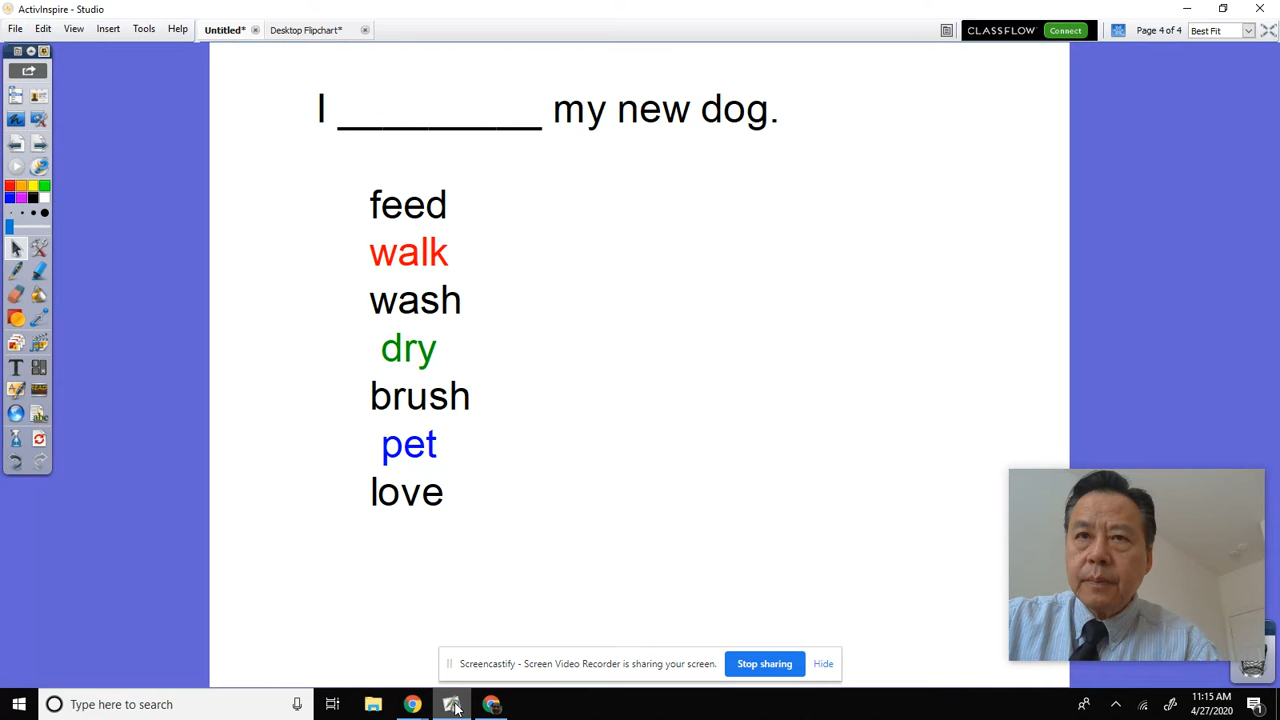 ActivInspire - Studio
File Edit View Insert Tools Help Untitled* Desktop Flipchart* CLASSFLOW Connect Page 4 of 4 Best Fit
I _________ my new dog.
feed
walk
wash
dry
brush
pet
love
Screencastify - Screen Video Recorder is sharing your screen. Stop sharing Hide
Type here to search
11:15 AM
4/27/2020